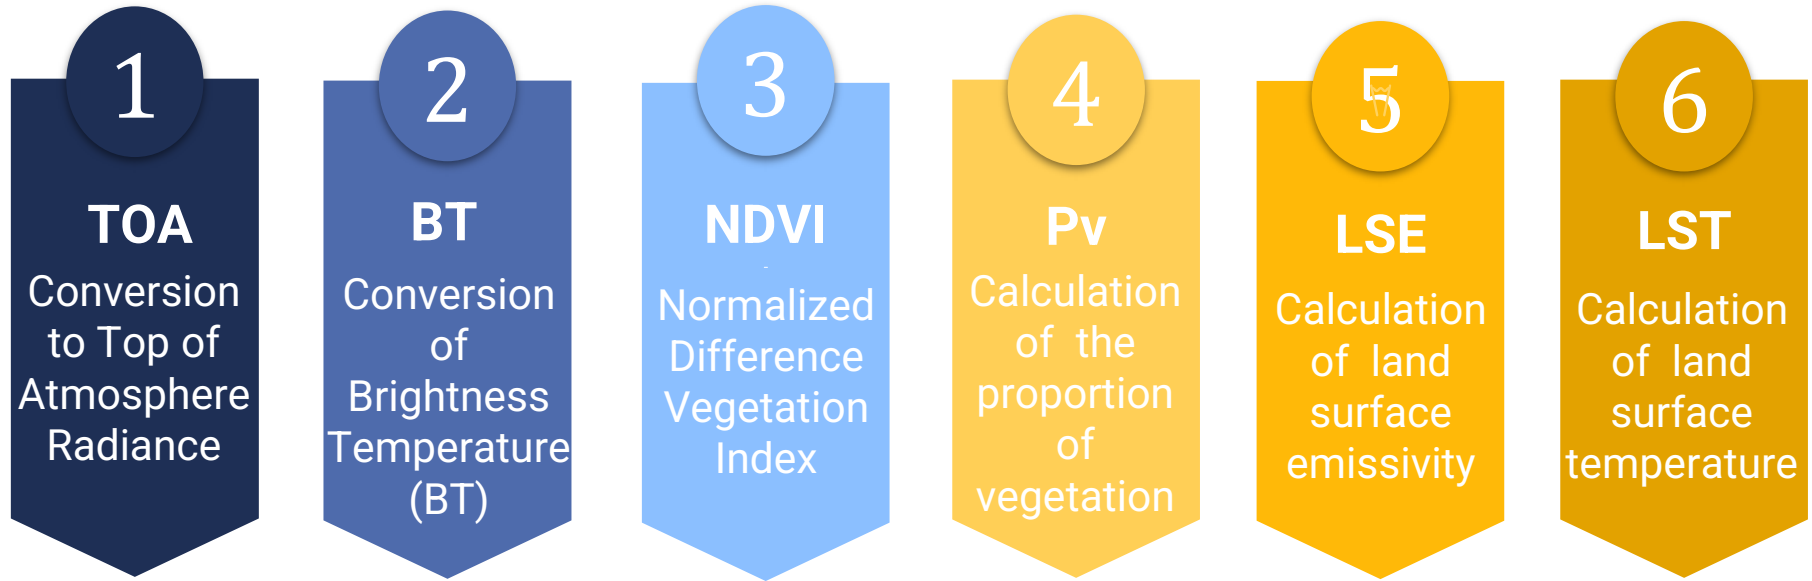 1
TOA
Conversion
to Top of
Atmosphere
Radiance
2
BT
Conversion
of
Brightness
Temperature
(BT)
3
NDVI
Normalized
Difference
Vegetation
Index
4
Pv
Calculation
of the
proportion
of
vegetation
5
LSE
Calculation
of land
surface
emissivity
6
LST
Calculation
of land
surface
temperature